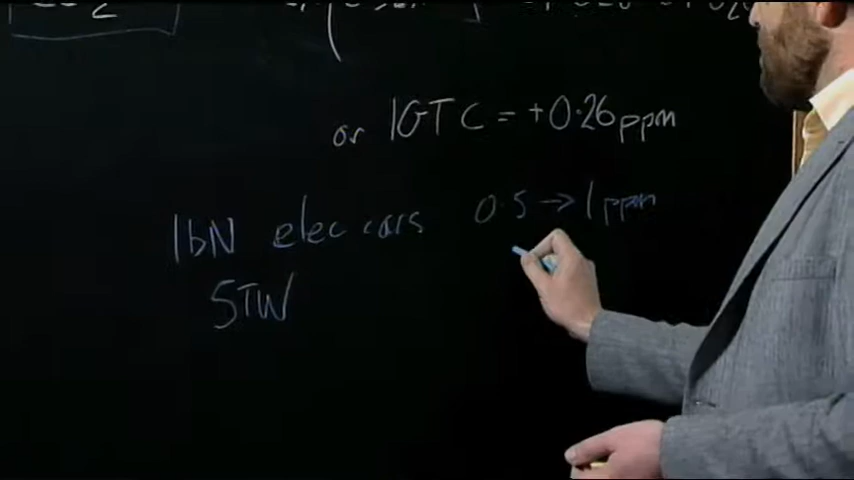 or 1GTC = +0.26ppm
1bN elec cars 0.5 → 1ppm
5TW